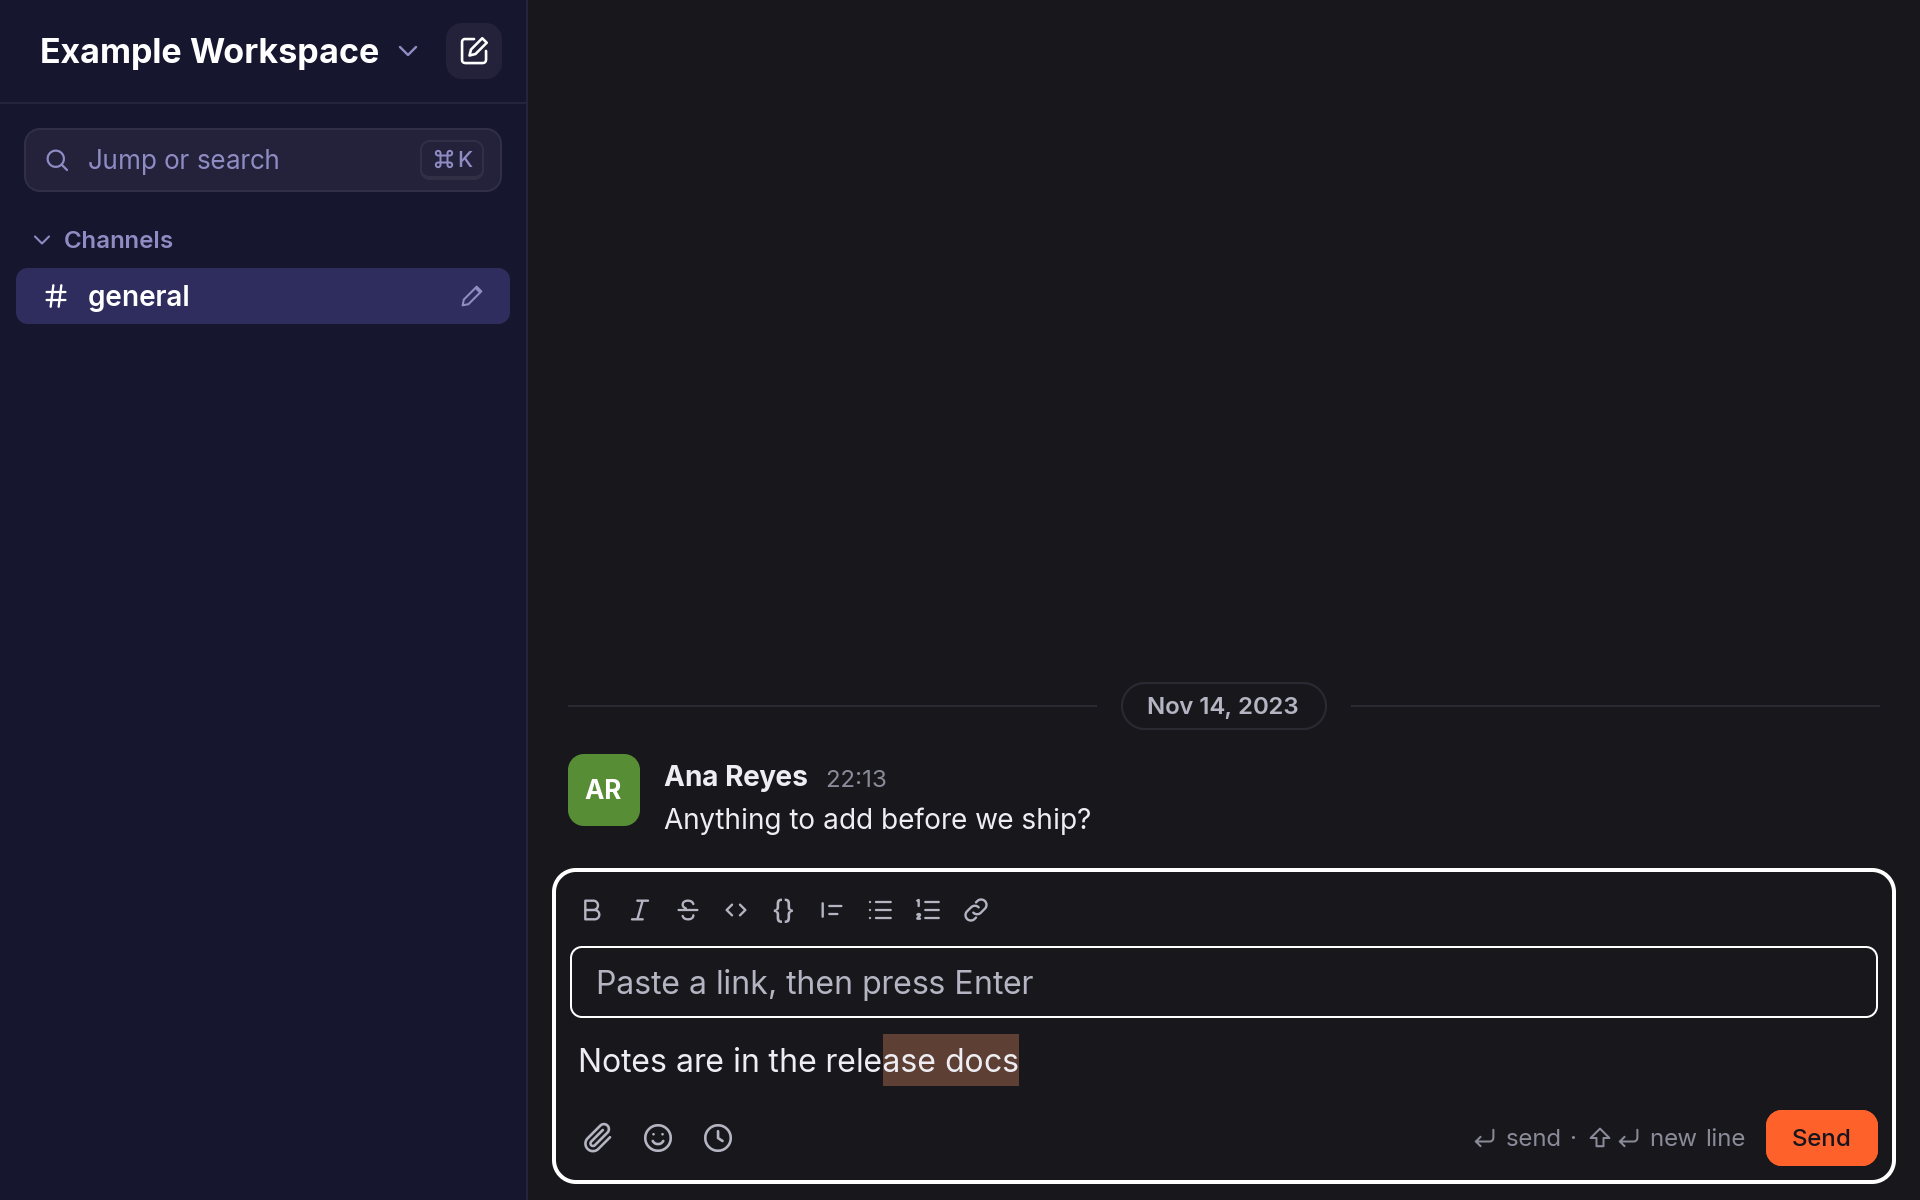 Example Workspace
Jump or search ⌘K
Channels
# general
Nov 14, 2023
AR
Ana Reyes 22:13
Anything to add before we ship?
Paste a link, then press Enter
Notes are in the release docs
send · new line
Send